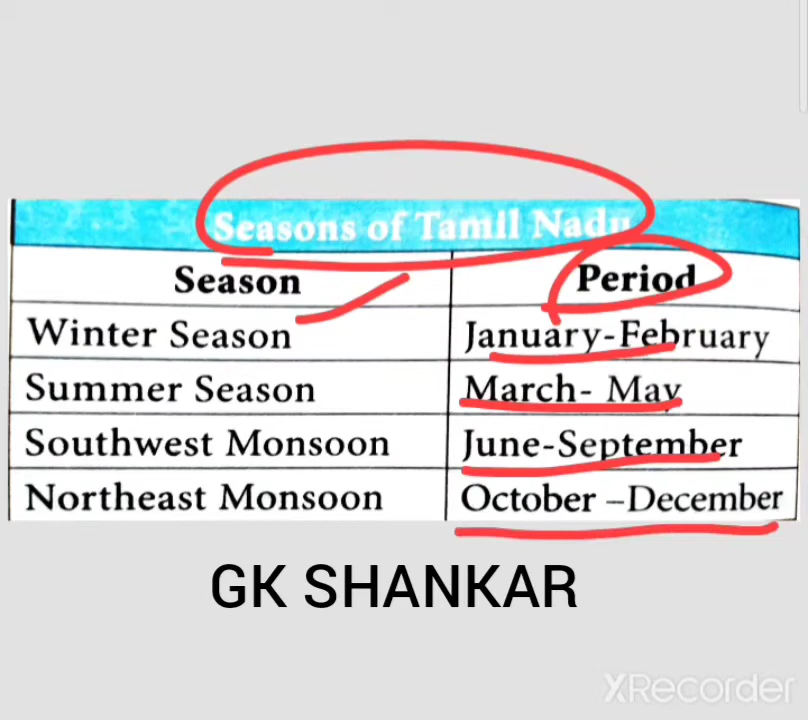 Seasons of Tamil Nadu
Season Period
Winter Season January-February
Summer Season March- May
Southwest Monsoon June-September
Northeast Monsoon October –December
GK SHANKAR
XRecorder